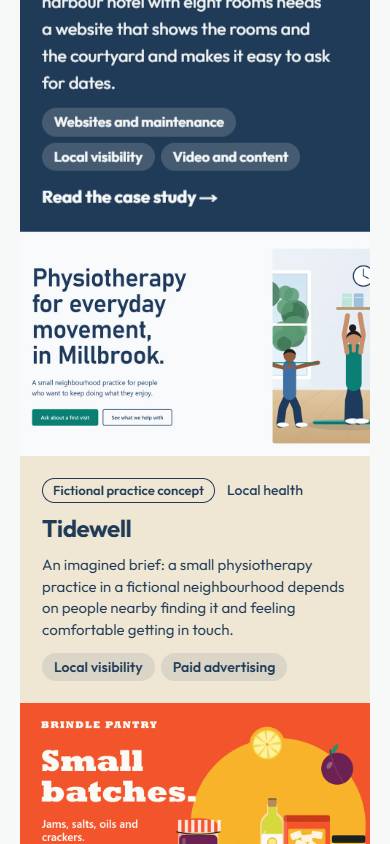 harbour hotel with eight rooms needs
a website that shows the rooms and
the courtyard and makes it easy to ask
for dates.
Websites and maintenance
Local visibility
Video and content
Read the case study →
Physiotherapy
for everyday
movement,
in Millbrook.
A small neighbourhood practice for people
who want to keep doing what they enjoy.
Ask about a first visit
See what we help with
Fictional practice concept
Local health
Tidewell
An imagined brief: a small physiotherapy
practice in a fictional neighbourhood depends
on people nearby finding it and feeling
comfortable getting in touch.
Local visibility
Paid advertising
BRINDLE PANTRY
Small
batches.
Jams, salts, oils and
crackers.